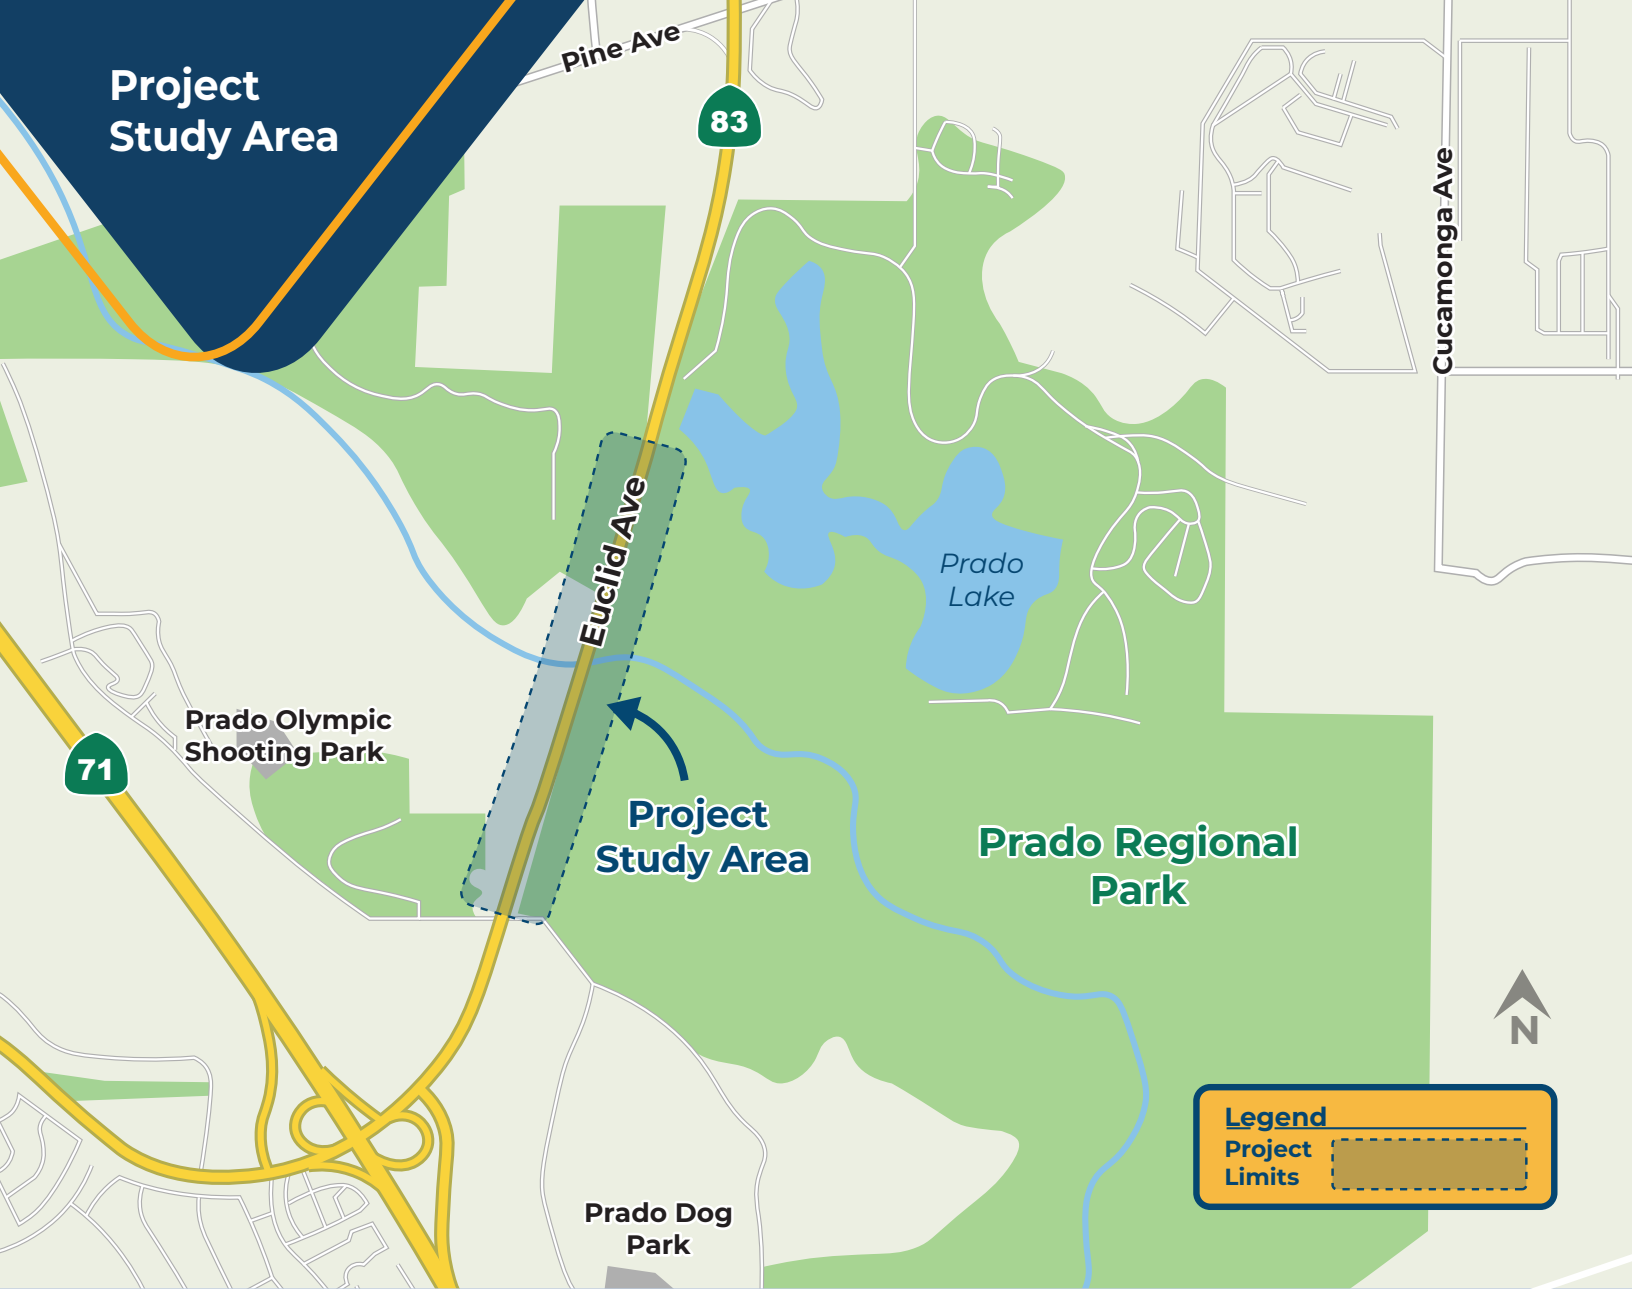 Project
Study Area
Pine Ave
83
Cucamonga Ave
Euclid Ave
Prado
Lake
Prado Olympic
Shooting Park
71
Project
Study Area
Prado Regional
Park
N
Legend
Project
Limits
Prado Dog
Park